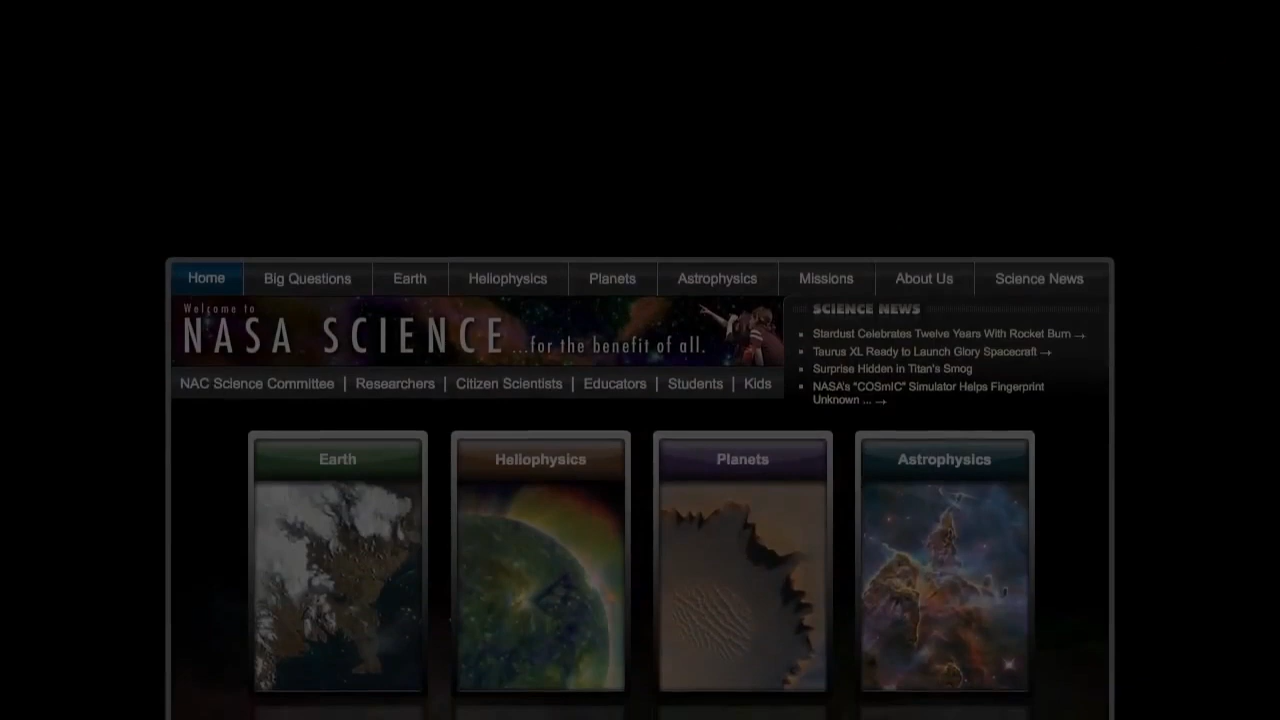 Home Big Questions Earth Heliophysics Planets Astrophysics Missions About Us Science News
Welcome to
NASA SCIENCE ...for the benefit of all.
NAC Science Committee | Researchers | Citizen Scientists | Educators | Students | Kids
SCIENCE NEWS
Stardust Celebrates Twelve Years With Rocket Burn →
Taurus XL Ready to Launch Glory Spacecraft →
Surprise Hidden in Titan's Smog
NASA's "COSmIC" Simulator Helps Fingerprint
Unknown ... →
Earth Heliophysics Planets Astrophysics